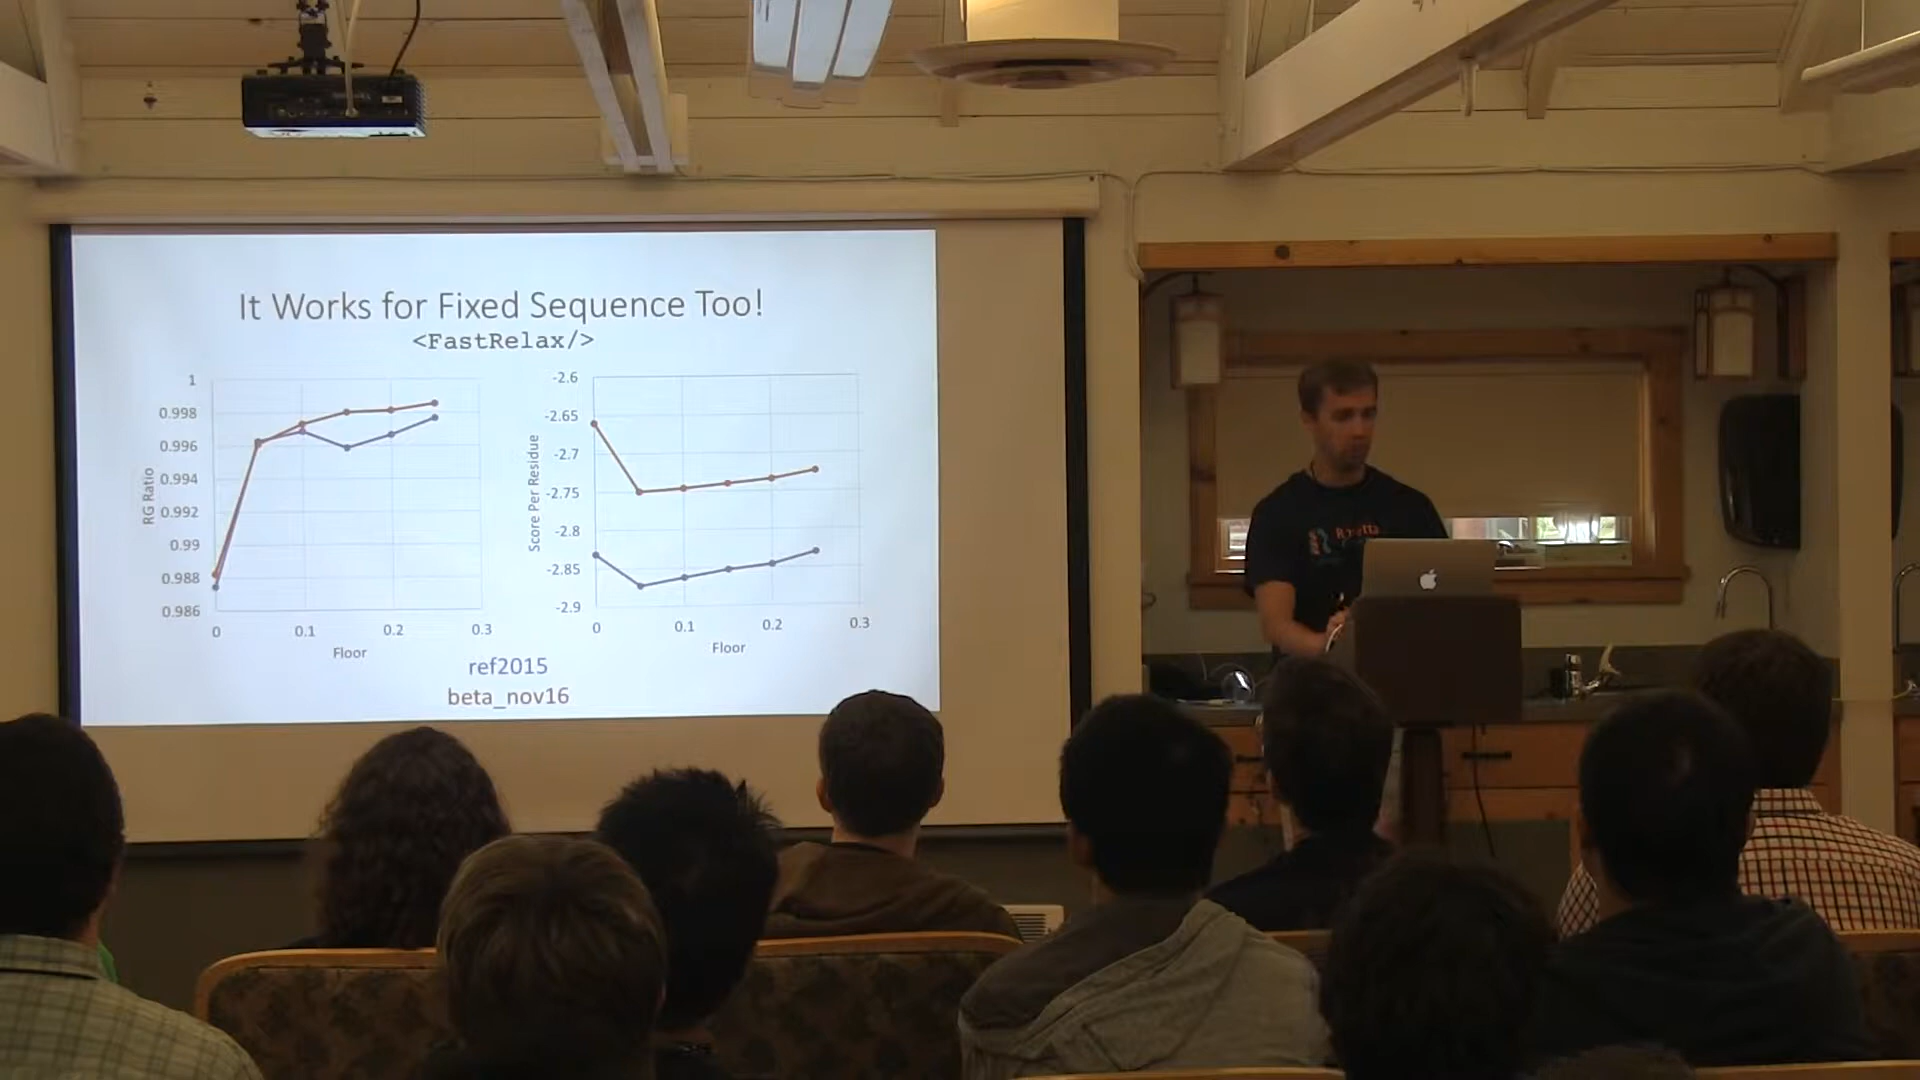 It Works for Fixed Sequence Too!
<FastRelax/>
1
0.998
0.996
0.994
0.992
0.99
0.988
0.986
RG Ratio
0
0.1
0.2
0.3
Floor
-2.6
-2.65
-2.7
-2.75
-2.8
-2.85
-2.9
Score Per Residue
0
0.1
0.2
0.3
Floor
ref2015
beta_nov16